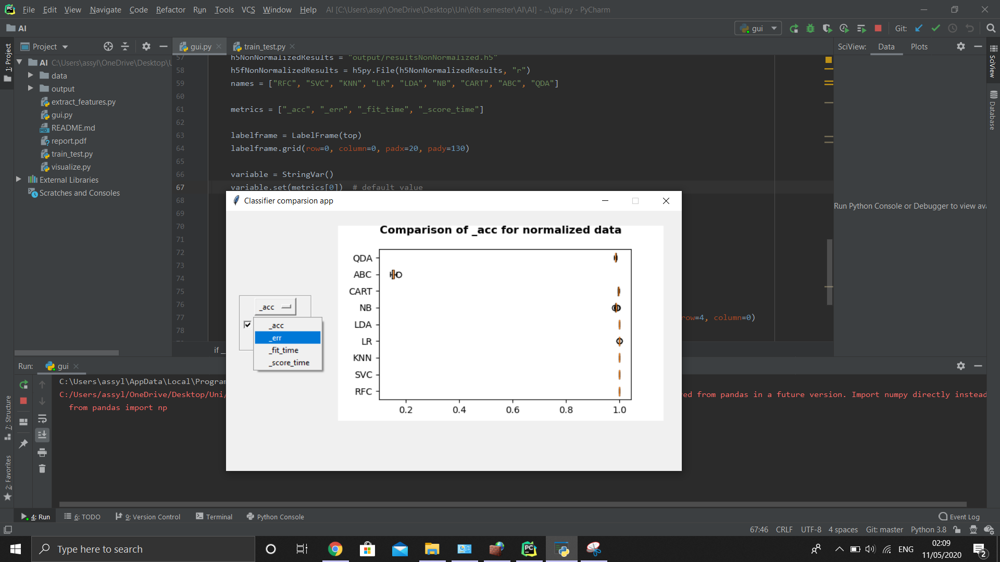 File Edit View Navigate Code Refactor Run Tools VCS Window Help AI [C:\Users\assyl\OneDrive\Desktop\Uni\6th semester\AI\AI] - ...\gui.py - PyCharm
AI
gui
Git:
Project
gui.py
train_test.py
SciView: Data Plots
1: Project
AI C:\Users\assyl\OneDrive\Desktop\
data
output
extract_features.py
gui.py
README.md
report.pdf
train_test.py
visualize.py
External Libraries
Scratches and Consoles
57 h5NonNormalizedResults = "output/resultsNonNormalized.h5"
58 h5fNonNormalizedResults = h5py.File(h5NonNormalizedResults, "r")
59 names = ["RFC", "SVC", "KNN", "LR", "LDA", "NB", "CART", "ABC", "QDA"]
60
61 metrics = ["_acc", "_err", "_fit_time", "_score_time"]
62
63 labelframe = LabelFrame(top)
64 labelframe.grid(row=0, column=0, padx=20, pady=130)
65
66 variable = StringVar()
67 variable.set(metrics[0]) # default value
68
69
70
71
72
73
74
75
76
77 row=4, column=0)
78
if _
SciView
Database
Run Python Console or Debugger to view ava
Classifier comparsion app
Comparison of _acc for normalized data
QDA
ABC
CART
NB
LDA
LR
KNN
SVC
RFC
0.2 0.4 0.6 0.8 1.0
_acc
_acc
_err
_fit_time
_score_time
Run: gui
C:\Users\assyl\AppData\Local\Program
C:/Users/assyl/OneDrive/Desktop/Uni/ ed from pandas in a future version. Import numpy directly instead
from pandas import np
7: Structure
2: Favorites
4: Run 6: TODO 9: Version Control Terminal Python Console Event Log
67:46 CRLF UTF-8 4 spaces Git: master Python 3.8
Type here to search
ENG
02:09
11/05/2020
2